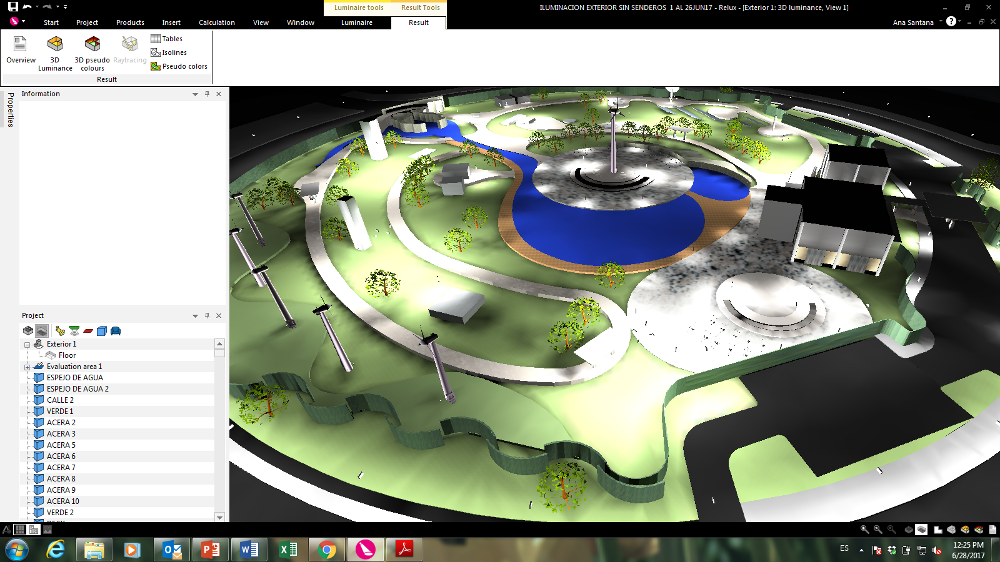 Luminaire tools
Result Tools
ILUMINACION EXTERIOR SIN SENDEROS 1 AL 26JUN17 - Relux - [Exterior 1: 3D luminance, View 1]
Start
Project
Products
Insert
Calculation
View
Window
Luminaire
Result
Ana Santana
?
Overview
3D
Luminance
3D pseudo
colours
Raytracing
Tables
Isolines
Pseudo colors
Result
Properties
Information
Project
Exterior 1
Floor
Evaluation area 1
ESPEJO DE AGUA
ESPEJO DE AGUA 2
CALLE 2
VERDE 1
ACERA 2
ACERA 3
ACERA 5
ACERA 6
ACERA 7
ACERA 8
ACERA 9
ACERA 10
VERDE 2
ES
12:25 PM
6/28/2017